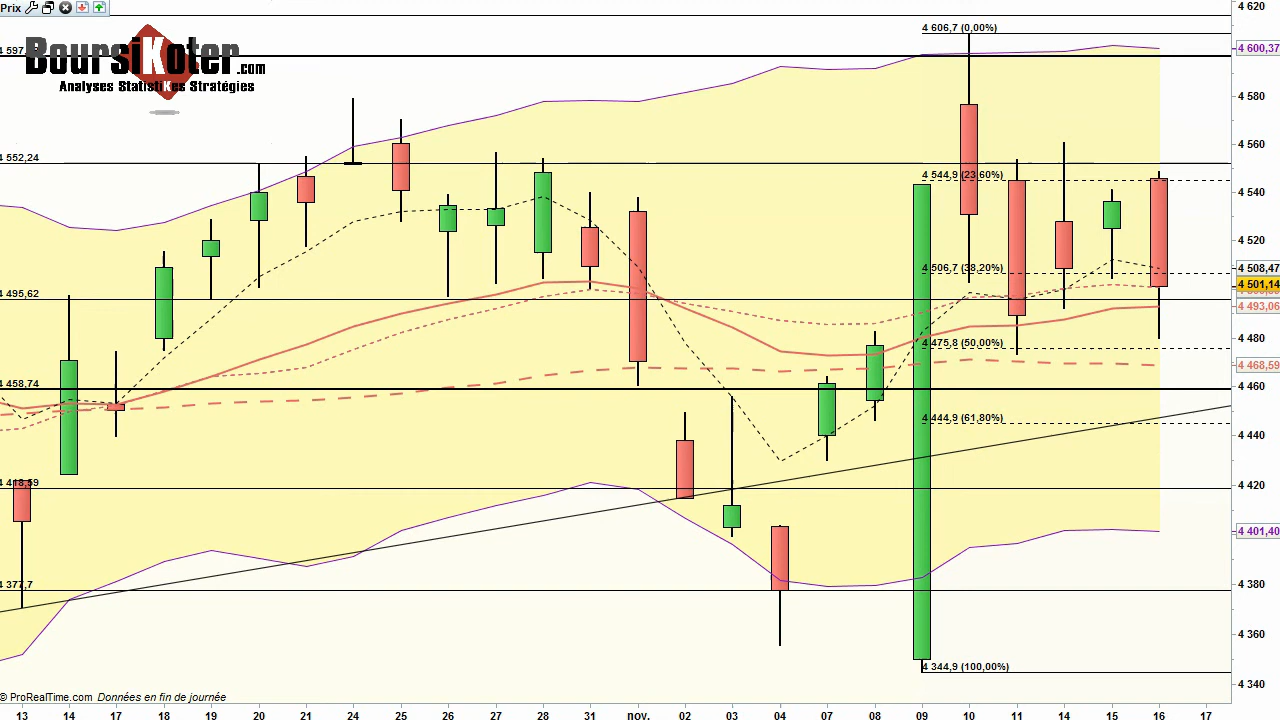 Prix
BoursiKoter.com
Analyses StatistiKes Stratégies
4 597,
4 552,24
4 495,62
4 458,74
4 418,59
4 377,7
4 606,7 (0,00%)
4 544,9 (23,60%)
4 506,7 (38,20%)
4 475,8 (50,00%)
4 444,9 (61,80%)
4 344,9 (100,00%)
4 620
4 600,37
4 580
4 560
4 540
4 520
4 508,47
4 501,14
4 493,06
4 480
4 468,59
4 460
4 440
4 420
4 401,40
4 380
4 360
4 340
© ProRealTime.com Données en fin de journée
13 14 17 18 19 20 21 24 25 26 27 28 31 nov. 02 03 04 07 08 09 10 11 14 15 16 17